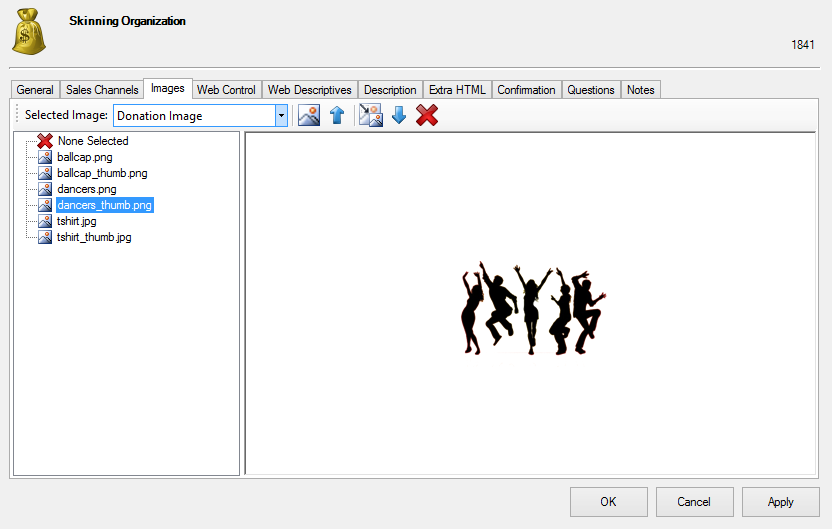 Skinning Organization
1841
General Sales Channels Images Web Control Web Descriptives Description Extra HTML Confirmation Questions Notes
Selected Image: Donation Image
None Selected
ballcap.png
ballcap_thumb.png
dancers.png
dancers_thumb.png
tshirt.jpg
tshirt_thumb.jpg
OK Cancel Apply